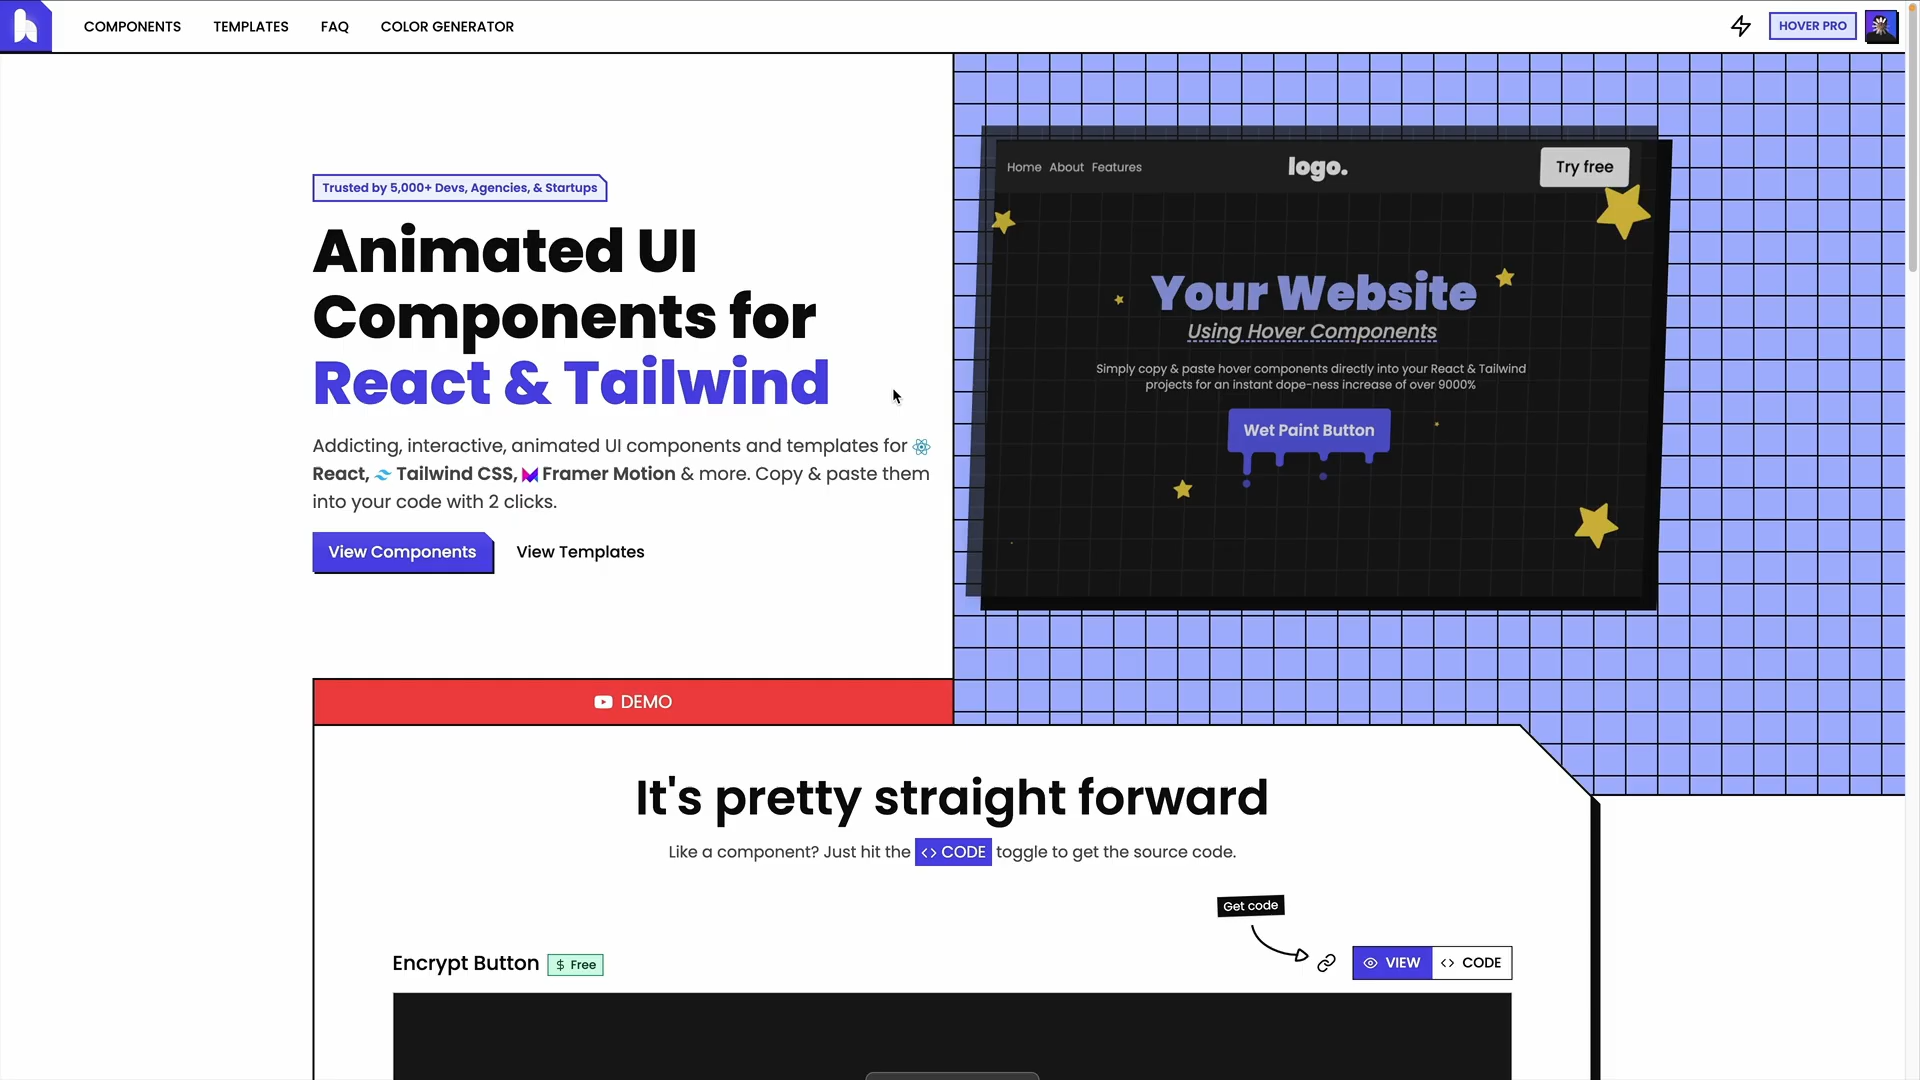 COMPONENTS TEMPLATES FAQ COLOR GENERATOR
HOVER PRO
Trusted by 5,000+ Devs, Agencies, & Startups
Animated UI
Components for
React & Tailwind
Addicting, interactive, animated UI components and templates for
React, Tailwind CSS, Framer Motion & more. Copy & paste them
into your code with 2 clicks.
View Components View Templates
Home About Features
logo.
Try free
Your Website
Using Hover Components
Simply copy & paste hover components directly into your React & Tailwind
projects for an instant dope-ness increase of over 9000%
Wet Paint Button
DEMO
It's pretty straight forward
Like a component? Just hit the <> CODE toggle to get the source code.
Get code
Encrypt Button $ Free
VIEW <> CODE